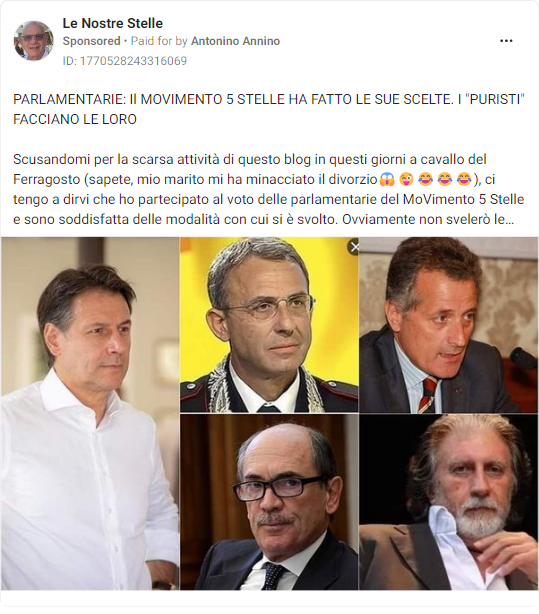 Le Nostre Stelle
Sponsored • Paid for by Antonino Annino
ID: 1770528243316069
PARLAMENTARIE: Il MOVIMENTO 5 STELLE HA FATTO LE SUE SCELTE. I "PURISTI"
FACCIANO LE LORO
Scusandomi per la scarsa attività di questo blog in questi giorni a cavallo del
Ferragosto (sapete, mio marito mi ha minacciato il divorzio😱😜😂😂😂), ci
tengo a dirvi che ho partecipato al voto delle parlamentarie del MoVimento 5 Stelle
e sono soddisfatta delle modalità con cui si è svolto. Ovviamente non svelerò le...